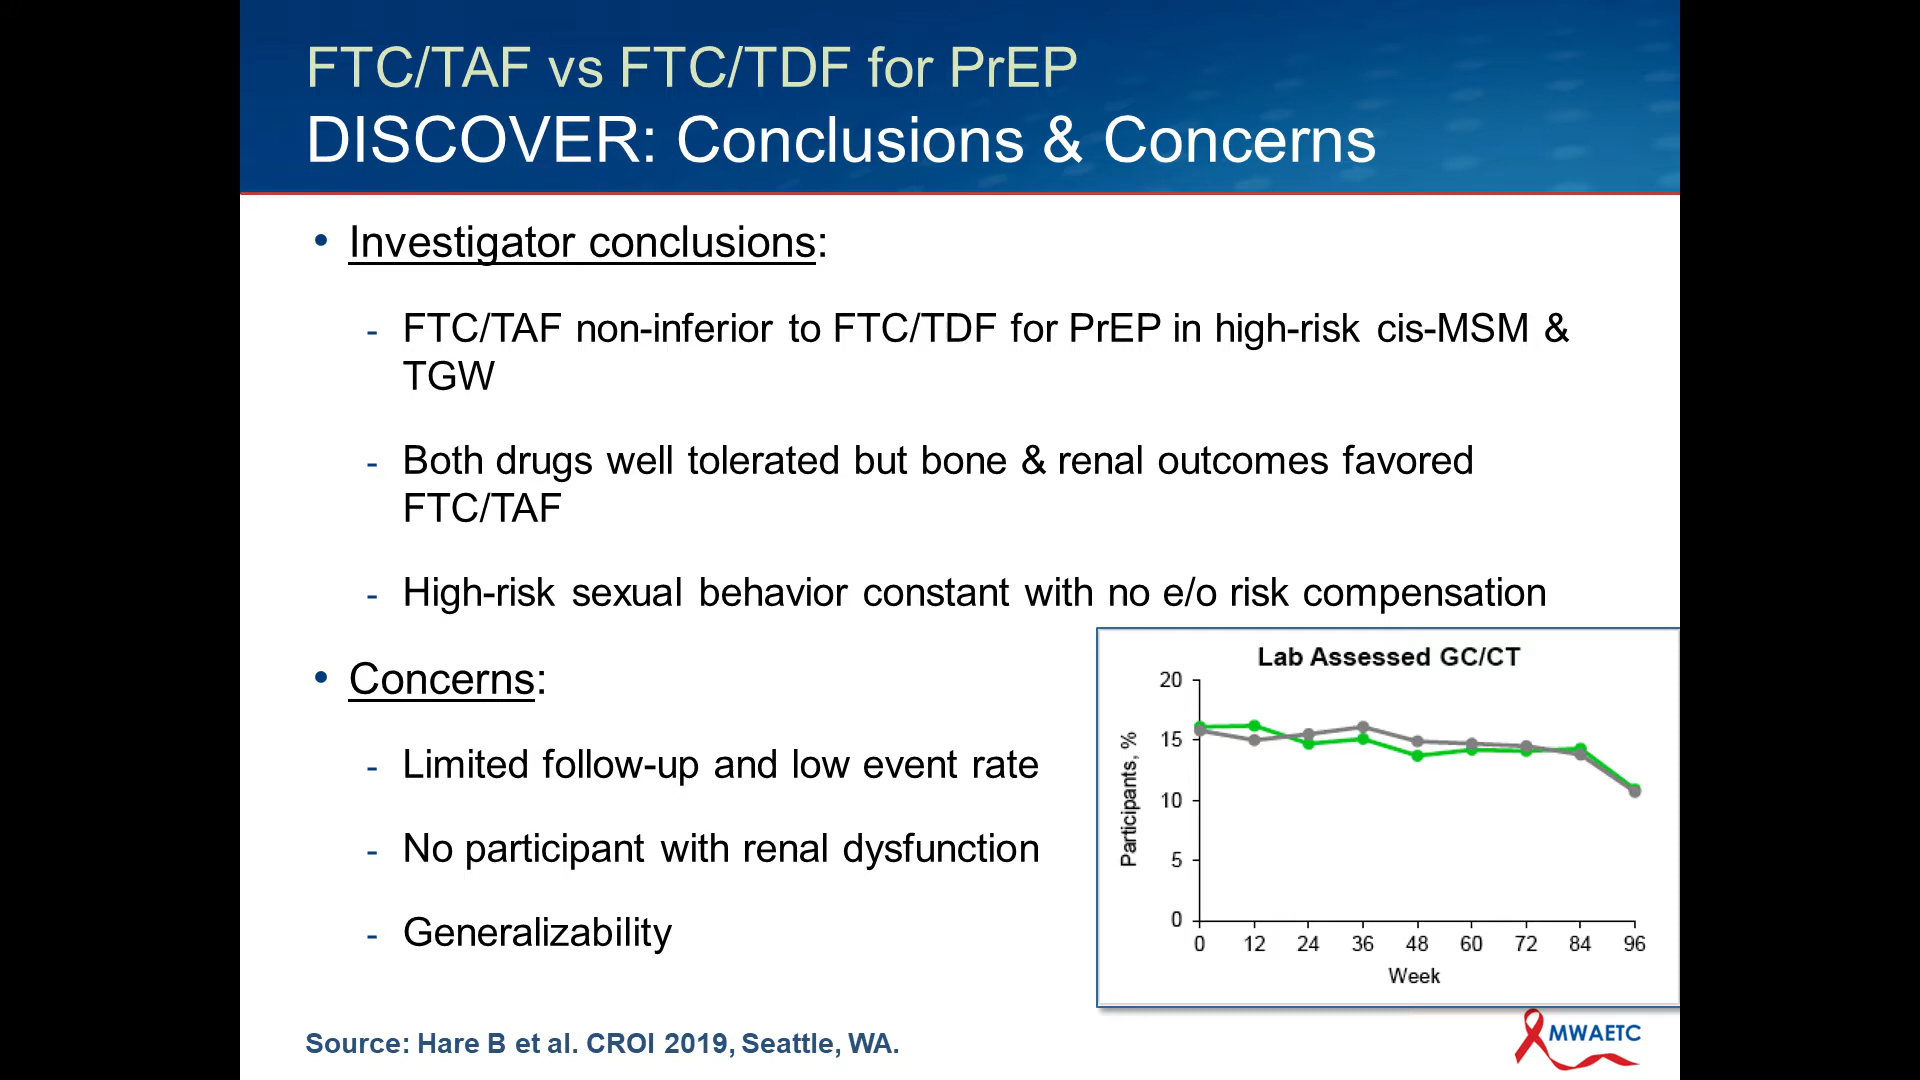 FTC/TAF vs FTC/TDF for PrEP
DISCOVER: Conclusions & Concerns
• Investigator conclusions:
- FTC/TAF non-inferior to FTC/TDF for PrEP in high-risk cis-MSM &
TGW
- Both drugs well tolerated but bone & renal outcomes favored
FTC/TAF
- High-risk sexual behavior constant with no e/o risk compensation
• Concerns:
- Limited follow-up and low event rate
- No participant with renal dysfunction
- Generalizability
Lab Assessed GC/CT
Participants, %
20
15
10
5
0
0 12 24 36 48 60 72 84 96
Week
Source: Hare B et al. CROI 2019, Seattle, WA.
MWAETC